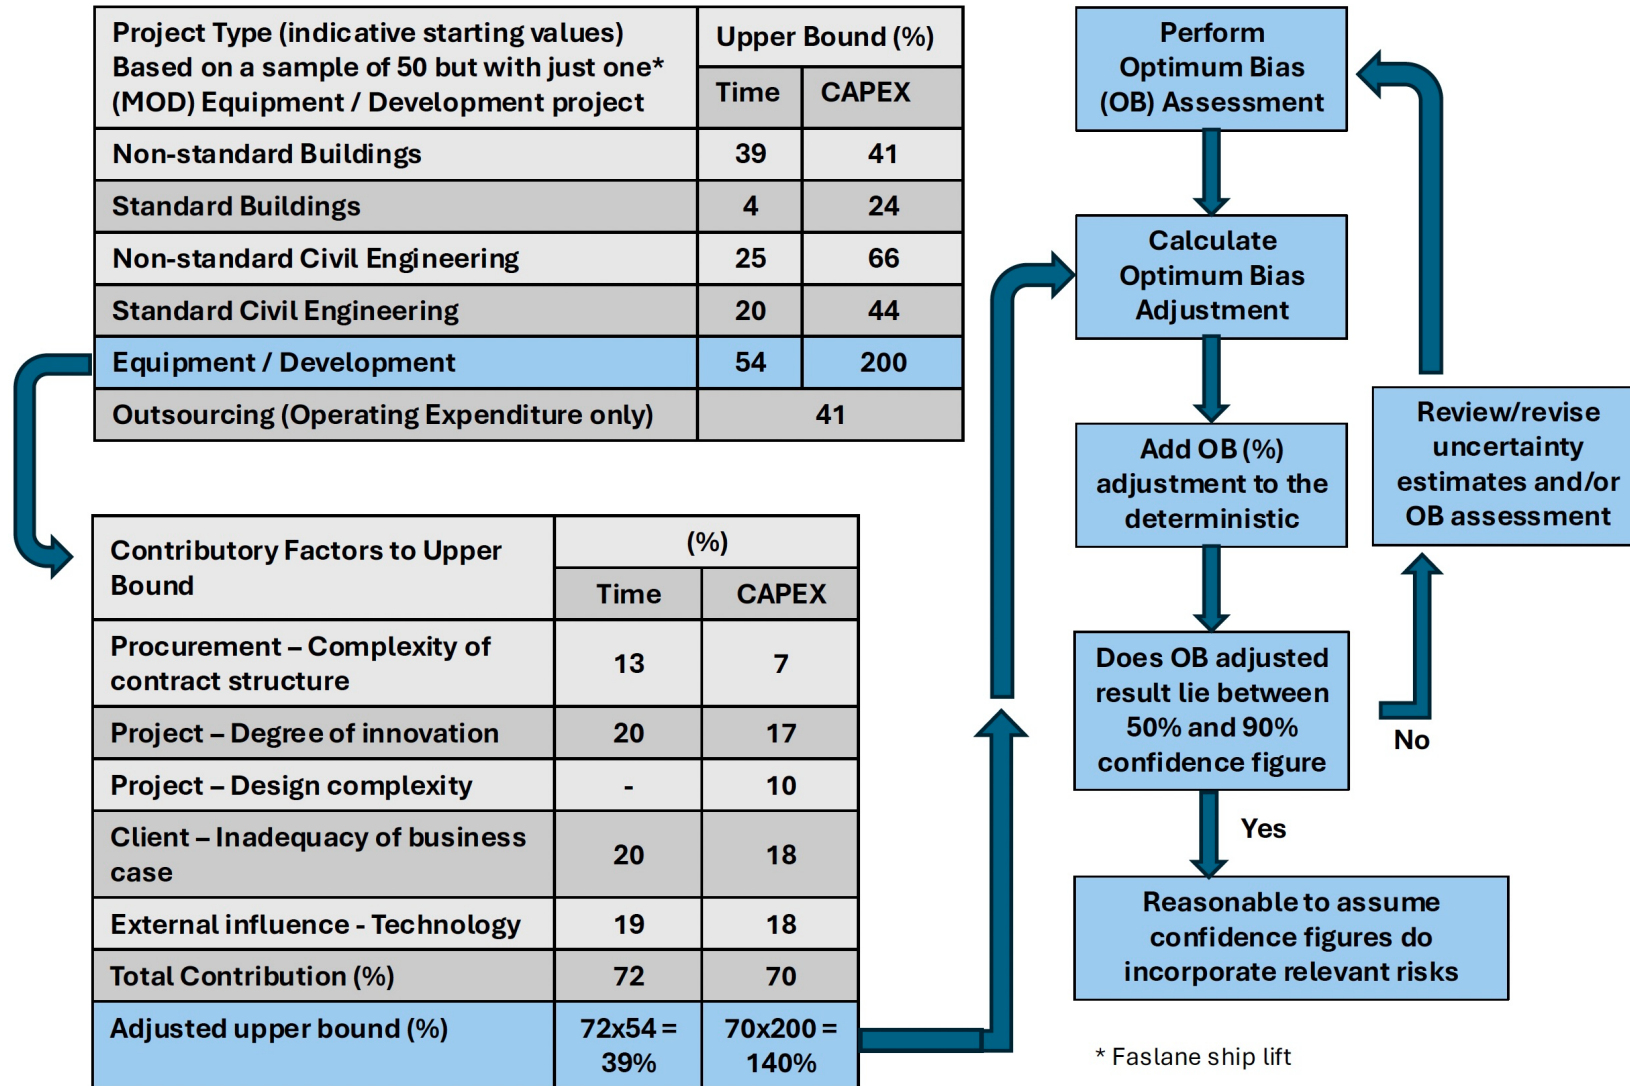 Project Type (indicative starting values)
Based on a sample of 50 but with just one*
(MOD) Equipment / Development project
Upper Bound (%)
Time CAPEX
Non-standard Buildings 39 41
Standard Buildings 4 24
Non-standard Civil Engineering 25 66
Standard Civil Engineering 20 44
Equipment / Development 54 200
Outsourcing (Operating Expenditure only) 41
Contributory Factors to Upper
Bound
(%)
Time CAPEX
Procurement – Complexity of
contract structure
13 7
Project – Degree of innovation 20 17
Project – Design complexity - 10
Client – Inadequacy of business
case
20 18
External influence - Technology 19 18
Total Contribution (%) 72 70
Adjusted upper bound (%)
72x54 =
39%
70x200 =
140%
Perform
Optimum Bias
(OB) Assessment
Calculate
Optimum Bias
Adjustment
Add OB (%)
adjustment to the
deterministic
Does OB adjusted
result lie between
50% and 90%
confidence figure
No
Review/revise
uncertainty
estimates and/or
OB assessment
Yes
Reasonable to assume
confidence figures do
incorporate relevant risks
* Faslane ship lift